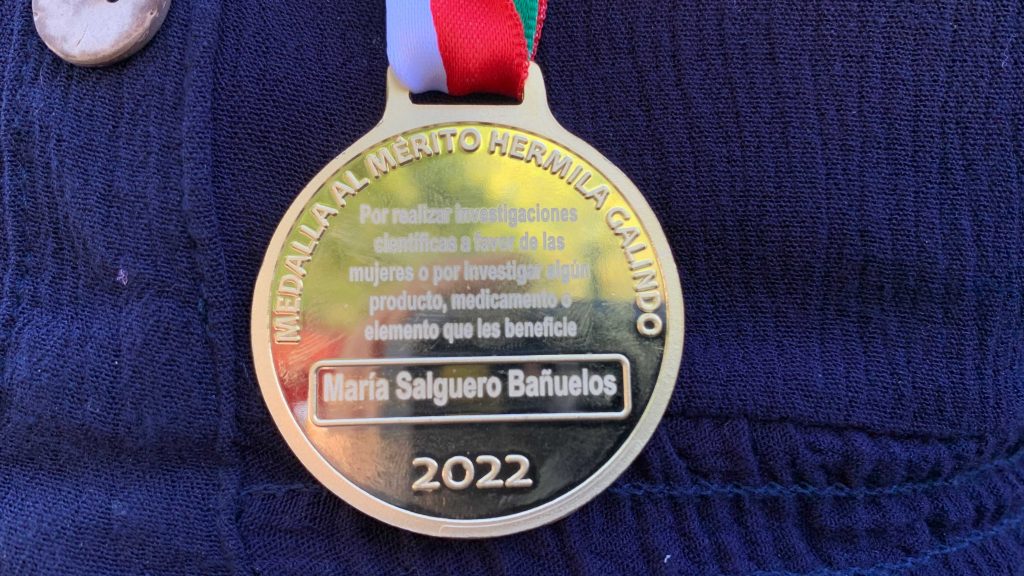 MEDALLA AL MÉRITO HERMILA GALINDO
Por realizar investigaciones
científicas a favor de las
mujeres o por investigar algún
producto, medicamento o
elemento que les beneficie
María Salguero Bañuelos
2022